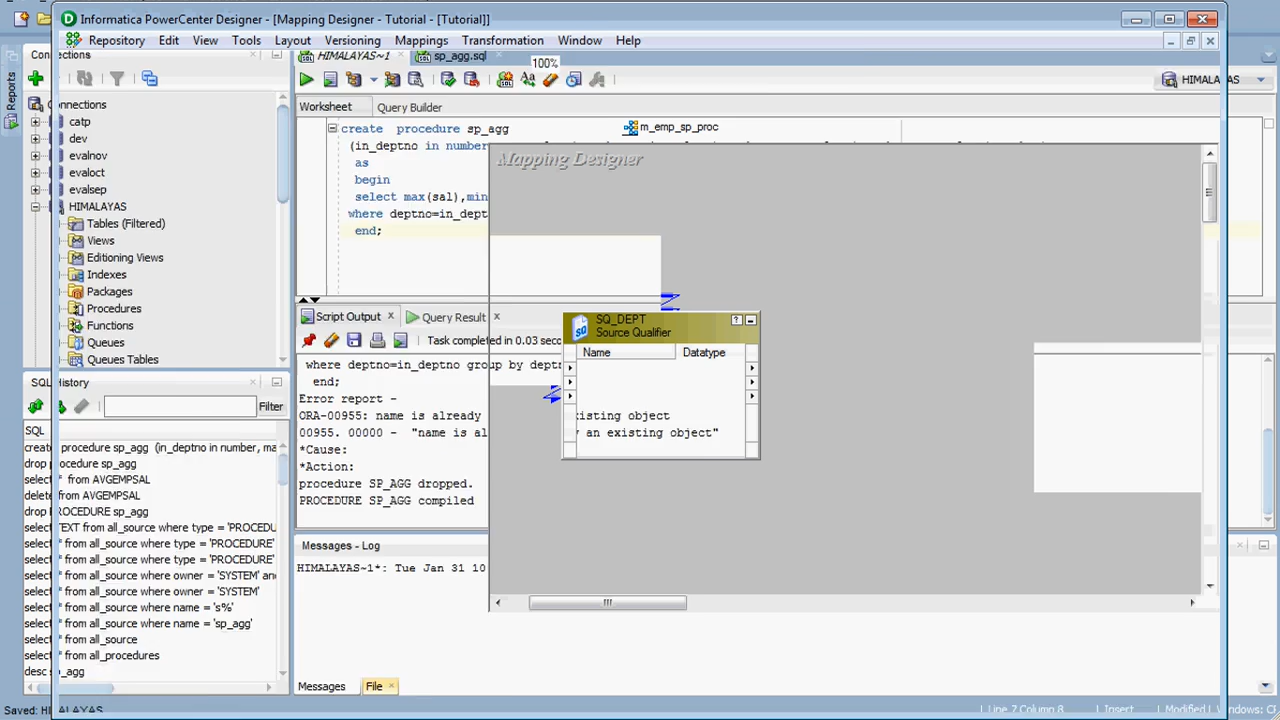 Informatica PowerCenter Designer - [Mapping Designer - Tutorial - [Tutorial]]
Repository Edit View Tools Layout Versioning Mappings Transformations Window Help
Reports
Connections
HIMALAYAS~1
sp_agg.sql
100%
HIMALAYAS
Connections
catp
dev
evalnov
evaloct
evalsep
HIMALAYAS
Tables (Filtered)
Views
Editioning Views
Indexes
Packages
Procedures
Functions
Queues
Queues Tables
Worksheet Query Builder
create procedure sp_agg
(in_deptno in number
as
begin
select max(sal),min
where deptno=in_dept
end;
m_emp_sp_proc
Mapping Designer
SQ_DEPT
Source Qualifier
Name Datatype
Script Output
Query Result
Task completed in 0.03 seco
where deptno=in_deptno group by deptn
end;
Error report -
ORA-00955: name is already existing object
00955. 00000 - "name is al y an existing object"
*Cause:
*Action:
procedure SP_AGG dropped.
PROCEDURE SP_AGG compiled
SQL History
Filter
SQL
create procedure sp_agg (in_deptno in number, ma
drop procedure sp_agg
select * from AVGEMPSAL
delete from AVGEMPSAL
drop PROCEDURE sp_agg
select TEXT from all_source where type = 'PROCEDU
select * from all_source where type = 'PROCEDURE'
select * from all_source where type = 'PROCEDURE'
select * from all_source where owner = 'SYSTEM' and
select * from all_source where owner = 'SYSTEM'
select * from all_source where name = 's%'
select * from all_source where name = 'sp_agg'
select * from all_source
select * from all_procedures
desc sp_agg
Messages - Log
HIMALAYAS~1*: Tue Jan 31 10
Messages File
Saved: HIMALAYAS
Line 7 Column 8 Insert Modified Windows: C